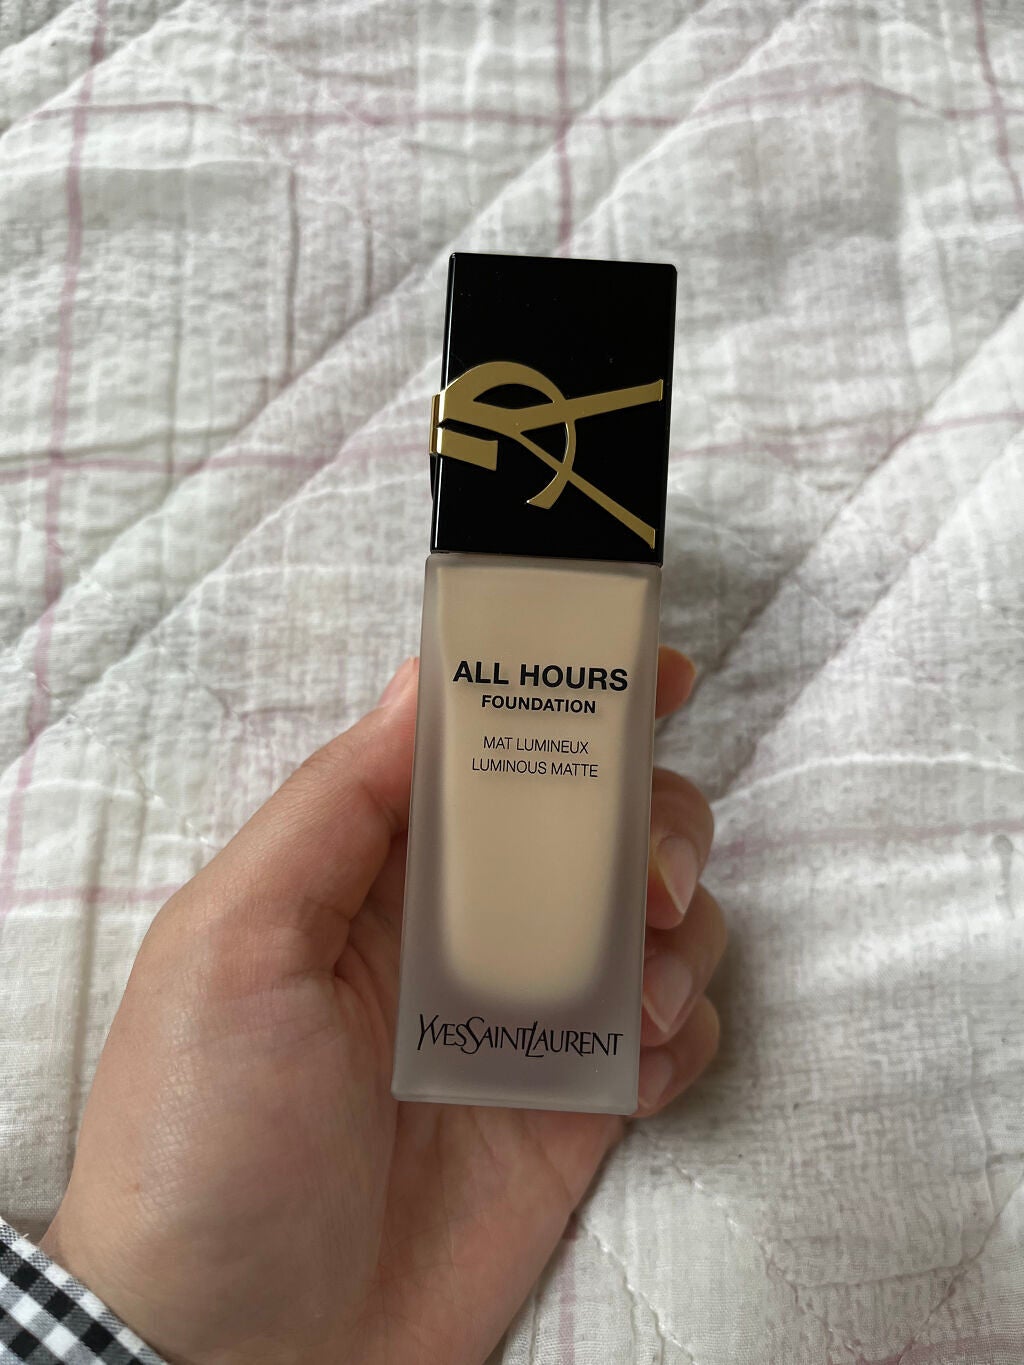 ALL HOURS
FOUNDATION
MAT LUMINEUX
LUMINOUS MATTE
YVESSAINTLAURENT